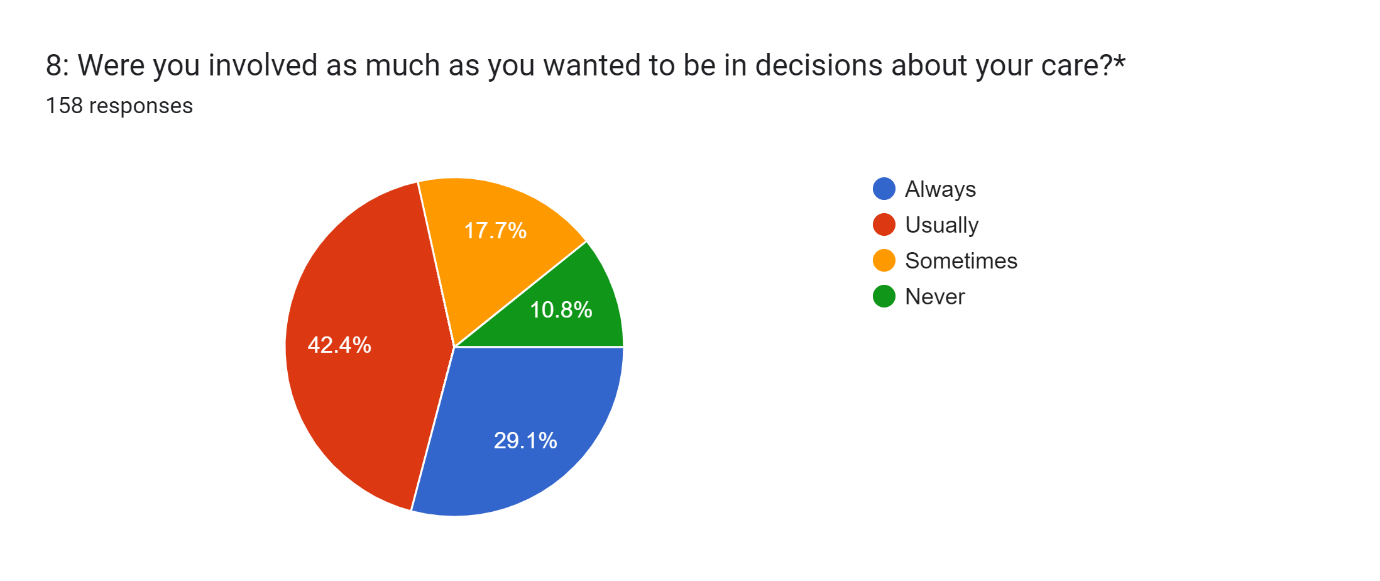 8: Were you involved as much as you wanted to be in decisions about your care?*
158 responses
Always
Usually
Sometimes
Never
17.7%
10.8%
42.4%
29.1%